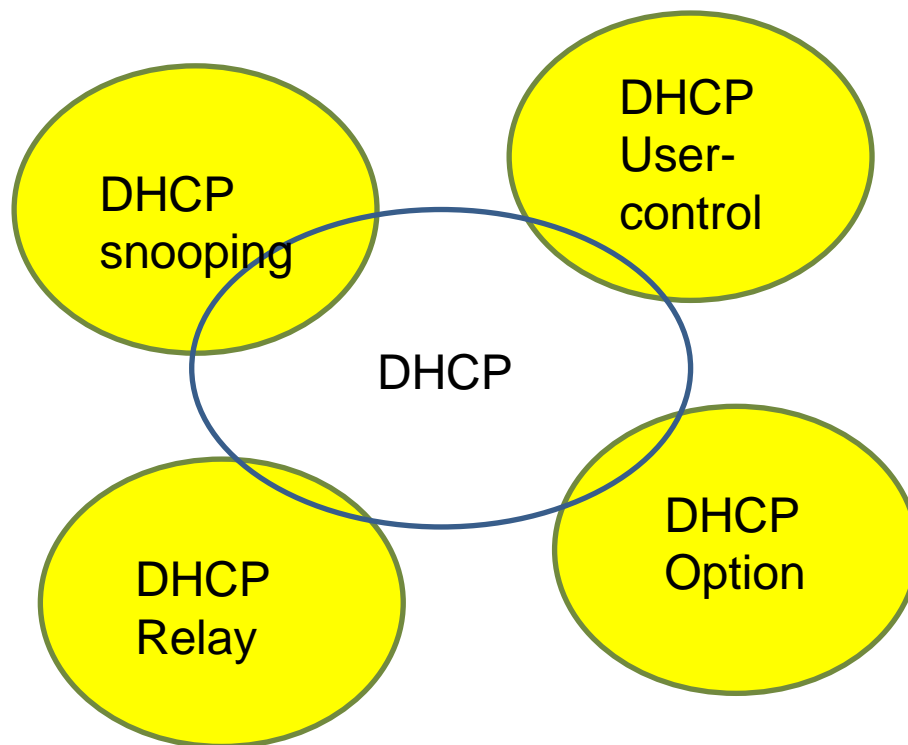 DHCP
snooping
DHCP
User-
control
DHCP
DHCP
Relay
DHCP
Option